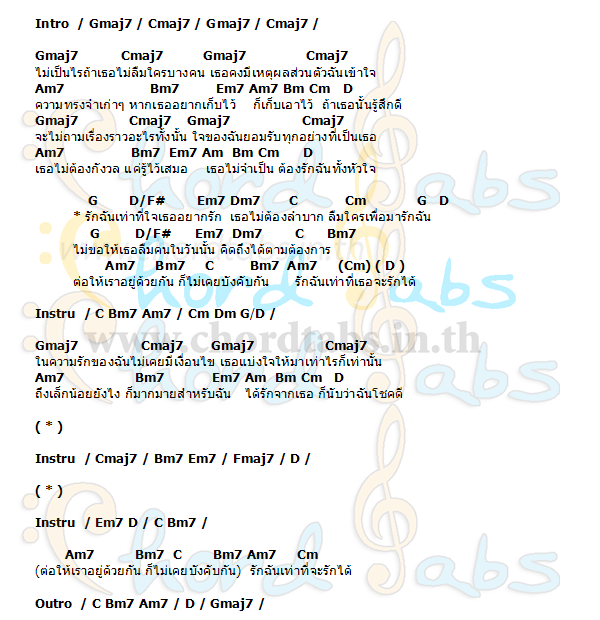 Intro / Gmaj7 / Cmaj7 / Gmaj7 / Cmaj7 /
Gmaj7 Cmaj7 Gmaj7 Cmaj7
ไม่เป็นไรถ้าเธอไม่ลืมใครบางคน เธอคงมีเหตุผลส่วนตัวฉันเข้าใจ
Am7 Bm7 Em7 Am7 Bm Cm D
ความทรงจำเก่าๆ หากเธออยากเก็บไว้ ก็เก็บเอาไว้ ถ้าเธอนั้นรู้สึกดี
Gmaj7 Cmaj7 Gmaj7 Cmaj7
จะไม่ถามเรื่องราวอะไรทั้งนั้น ใจของฉันยอมรับทุกอย่างที่เป็นเธอ
Am7 Bm7 Em7 Am Bm Cm D
เธอไม่ต้องกังวล แค่รู้ไว้เสมอ เธอไม่จำเป็น ต้องรักฉันทั้งหัวใจ
G D/F# Em7 Dm7 C Cm G D
* รักฉันเท่าที่ใจเธออยากรัก เธอไม่ต้องลำบาก ลืมใครเพื่อมารักฉัน
G D/F# Em7 Dm7 C Bm7
ไม่ขอให้เธอลืมคนในวันนั้น คิดถึงได้ตามต้องการ
Am7 Bm7 C Bm7 Am7 (Cm) ( D )
ต่อให้เราอยู่ด้วยกัน ก็ไม่เคยบังคับกัน รักฉันเท่าที่เธอจะรักได้
Instru / C Bm7 Am7 / Cm Dm G/D /
www.chordtabs.in.th
Gmaj7 Cmaj7 Gmaj7 Cmaj7
ในความรักของฉันไม่เคยมีเงื่อนไข เธอแบ่งใจให้มาเท่าไรก็เท่านั้น
Am7 Bm7 Em7 Am Bm Cm D
ถึงเล็กน้อยยังไง ก็มากมายสำหรับฉัน ได้รักจากเธอ ก็นับว่าฉันโชคดี
( * )
Instru / Cmaj7 / Bm7 Em7 / Fmaj7 / D /
( * )
Instru / Em7 D / C Bm7 /
Am7 Bm7 C Bm7 Am7 Cm
(ต่อให้เราอยู่ด้วยกัน ก็ไม่เคยบังคับกัน) รักฉันเท่าที่จะรักได้
Outro / C Bm7 Am7 / D / Gmaj7 /